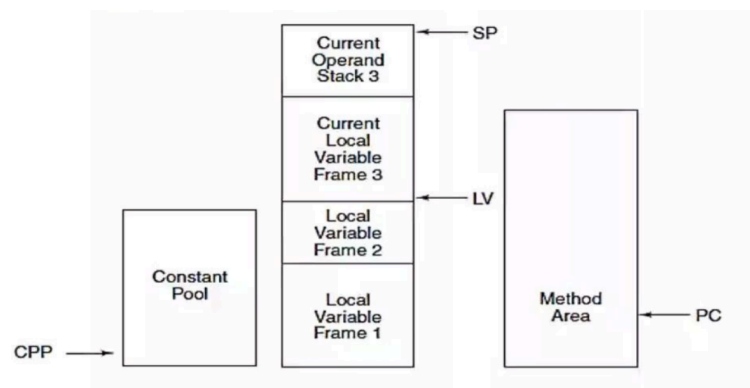 Current
Operand
Stack 3
SP
Current
Local
Variable
Frame 3
LV
Local
Variable
Frame 2
Constant
Pool
Local
Variable
Frame 1
Method
Area
PC
CPP